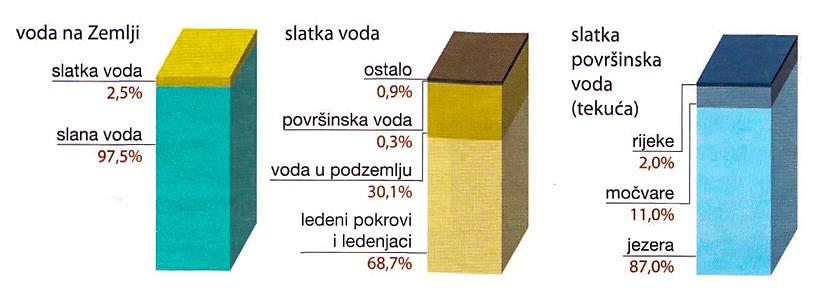 voda na Zemlji
slatka voda
2,5%
slana voda
97,5%
slatka voda
ostalo
0,9%
površinska voda
0,3%
voda u podzemlju
30,1%
ledeni pokrovi
i ledenjaci
68,7%
slatka
površinska
voda
(tekuća)
rijeke
2,0%
močvare
11,0%
jezera
87,0%